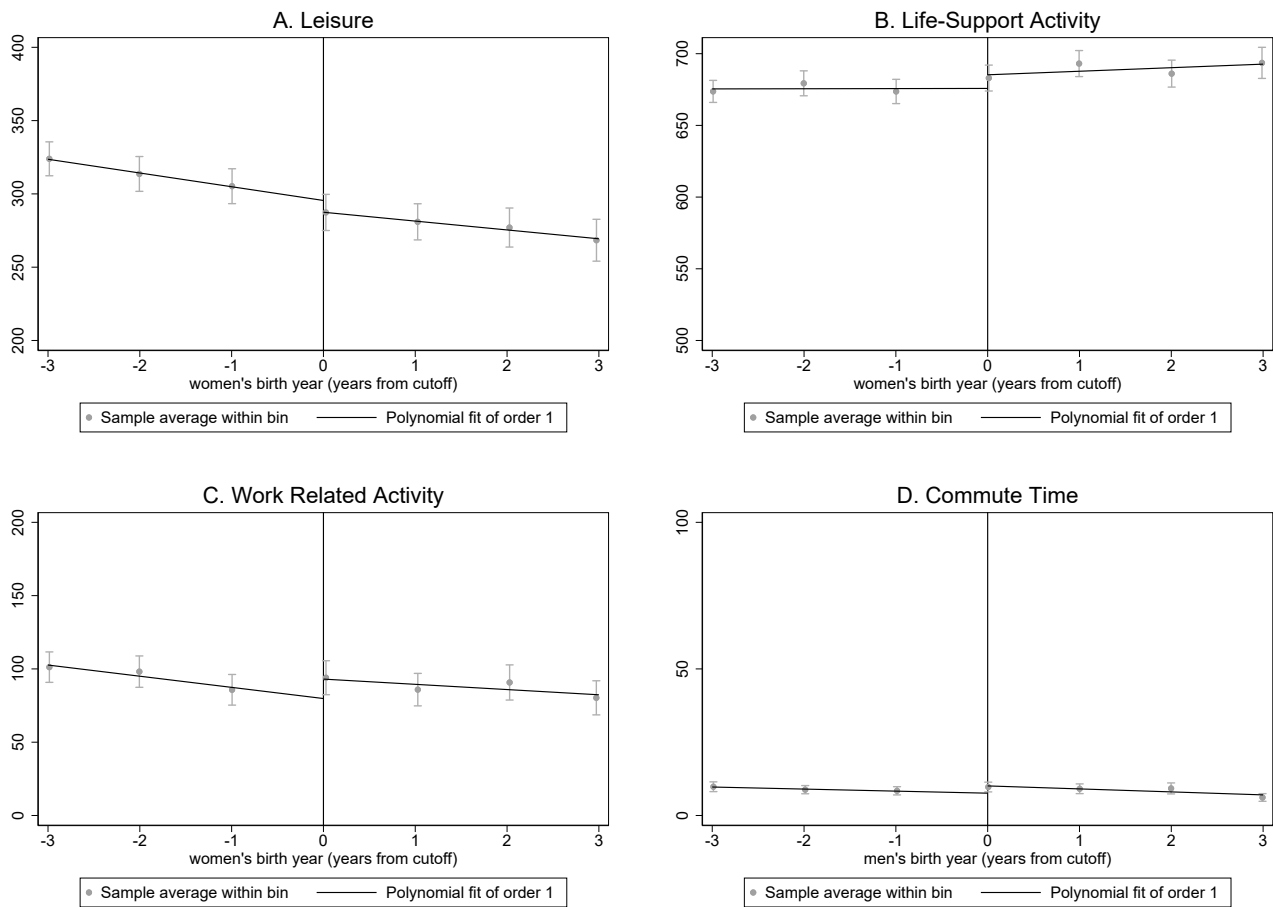 A. Leisure
400
350
300
250
200
-3 -2 -1 0 1 2 3
women's birth year (years from cutoff)
Sample average within bin Polynomial fit of order 1
B. Life-Support Activity
700
650
600
550
500
-3 -2 -1 0 1 2 3
women's birth year (years from cutoff)
Sample average within bin Polynomial fit of order 1
C. Work Related Activity
200
150
100
50
0
-3 -2 -1 0 1 2 3
women's birth year (years from cutoff)
Sample average within bin Polynomial fit of order 1
D. Commute Time
100
50
0
-3 -2 -1 0 1 2 3
men's birth year (years from cutoff)
Sample average within bin Polynomial fit of order 1